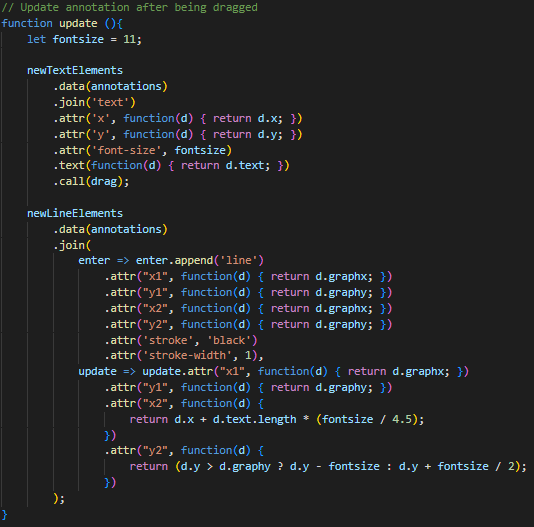 // Update annotation after being dragged
function update (){
    let fontsize = 11;

    newTextElements
        .data(annotations)
        .join('text')
        .attr('x', function(d) { return d.x; })
        .attr('y', function(d) { return d.y; })
        .attr('font-size', fontsize)
        .text(function(d) { return d.text; })
        .call(drag);

    newLineElements
        .data(annotations)
        .join(
            enter => enter.append('line')
                .attr("x1", function(d) { return d.graphx; })
                .attr("y1", function(d) { return d.graphy; })
                .attr("x2", function(d) { return d.graphx; })
                .attr("y2", function(d) { return d.graphy; })
                .attr('stroke', 'black')
                .attr('stroke-width', 1),
            update => update.attr("x1", function(d) { return d.graphx; })
                .attr("y1", function(d) { return d.graphy; })
                .attr("x2", function(d) {
                    return d.x + d.text.length * (fontsize / 4.5);
                })
                .attr("y2", function(d) {
                    return (d.y > d.graphy ? d.y - fontsize : d.y + fontsize / 2);
                })
        );
}